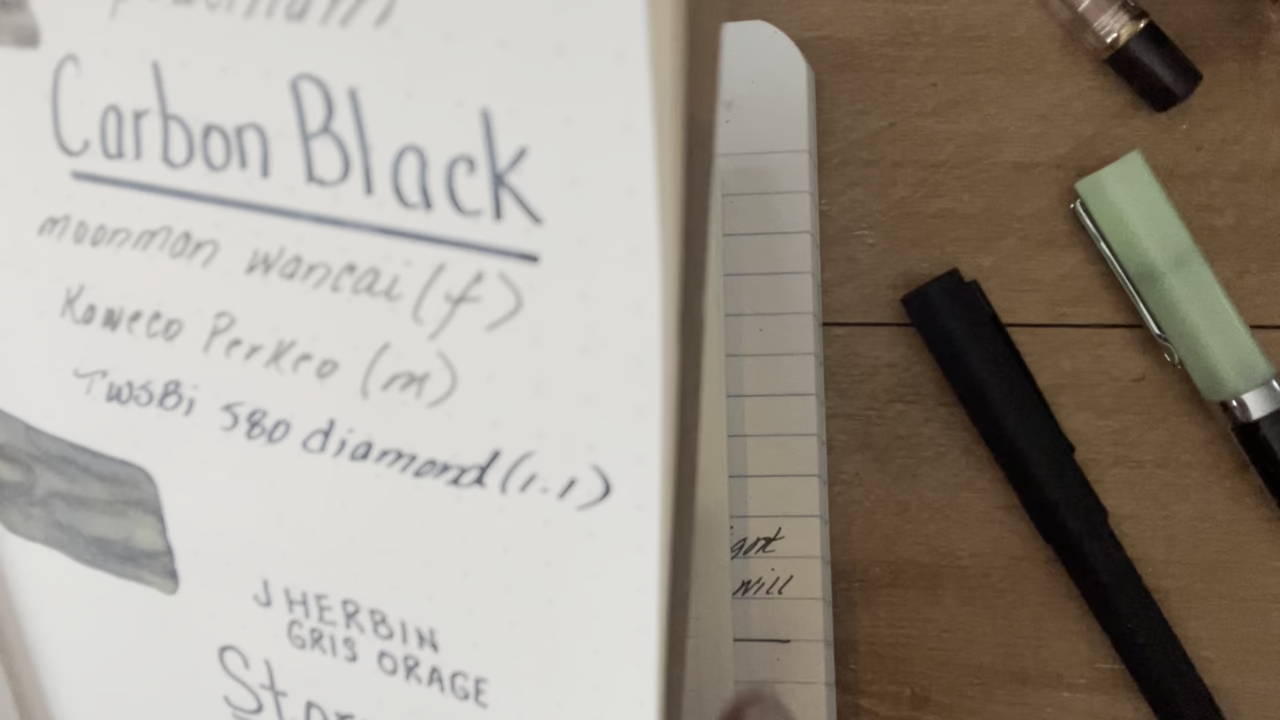 Carbon Black
moonman wancai (f)
Kaweco Perkeo (m)
TWSBi 580 diamond (1.1)
J HERBIN
GRIS ORAGE
will